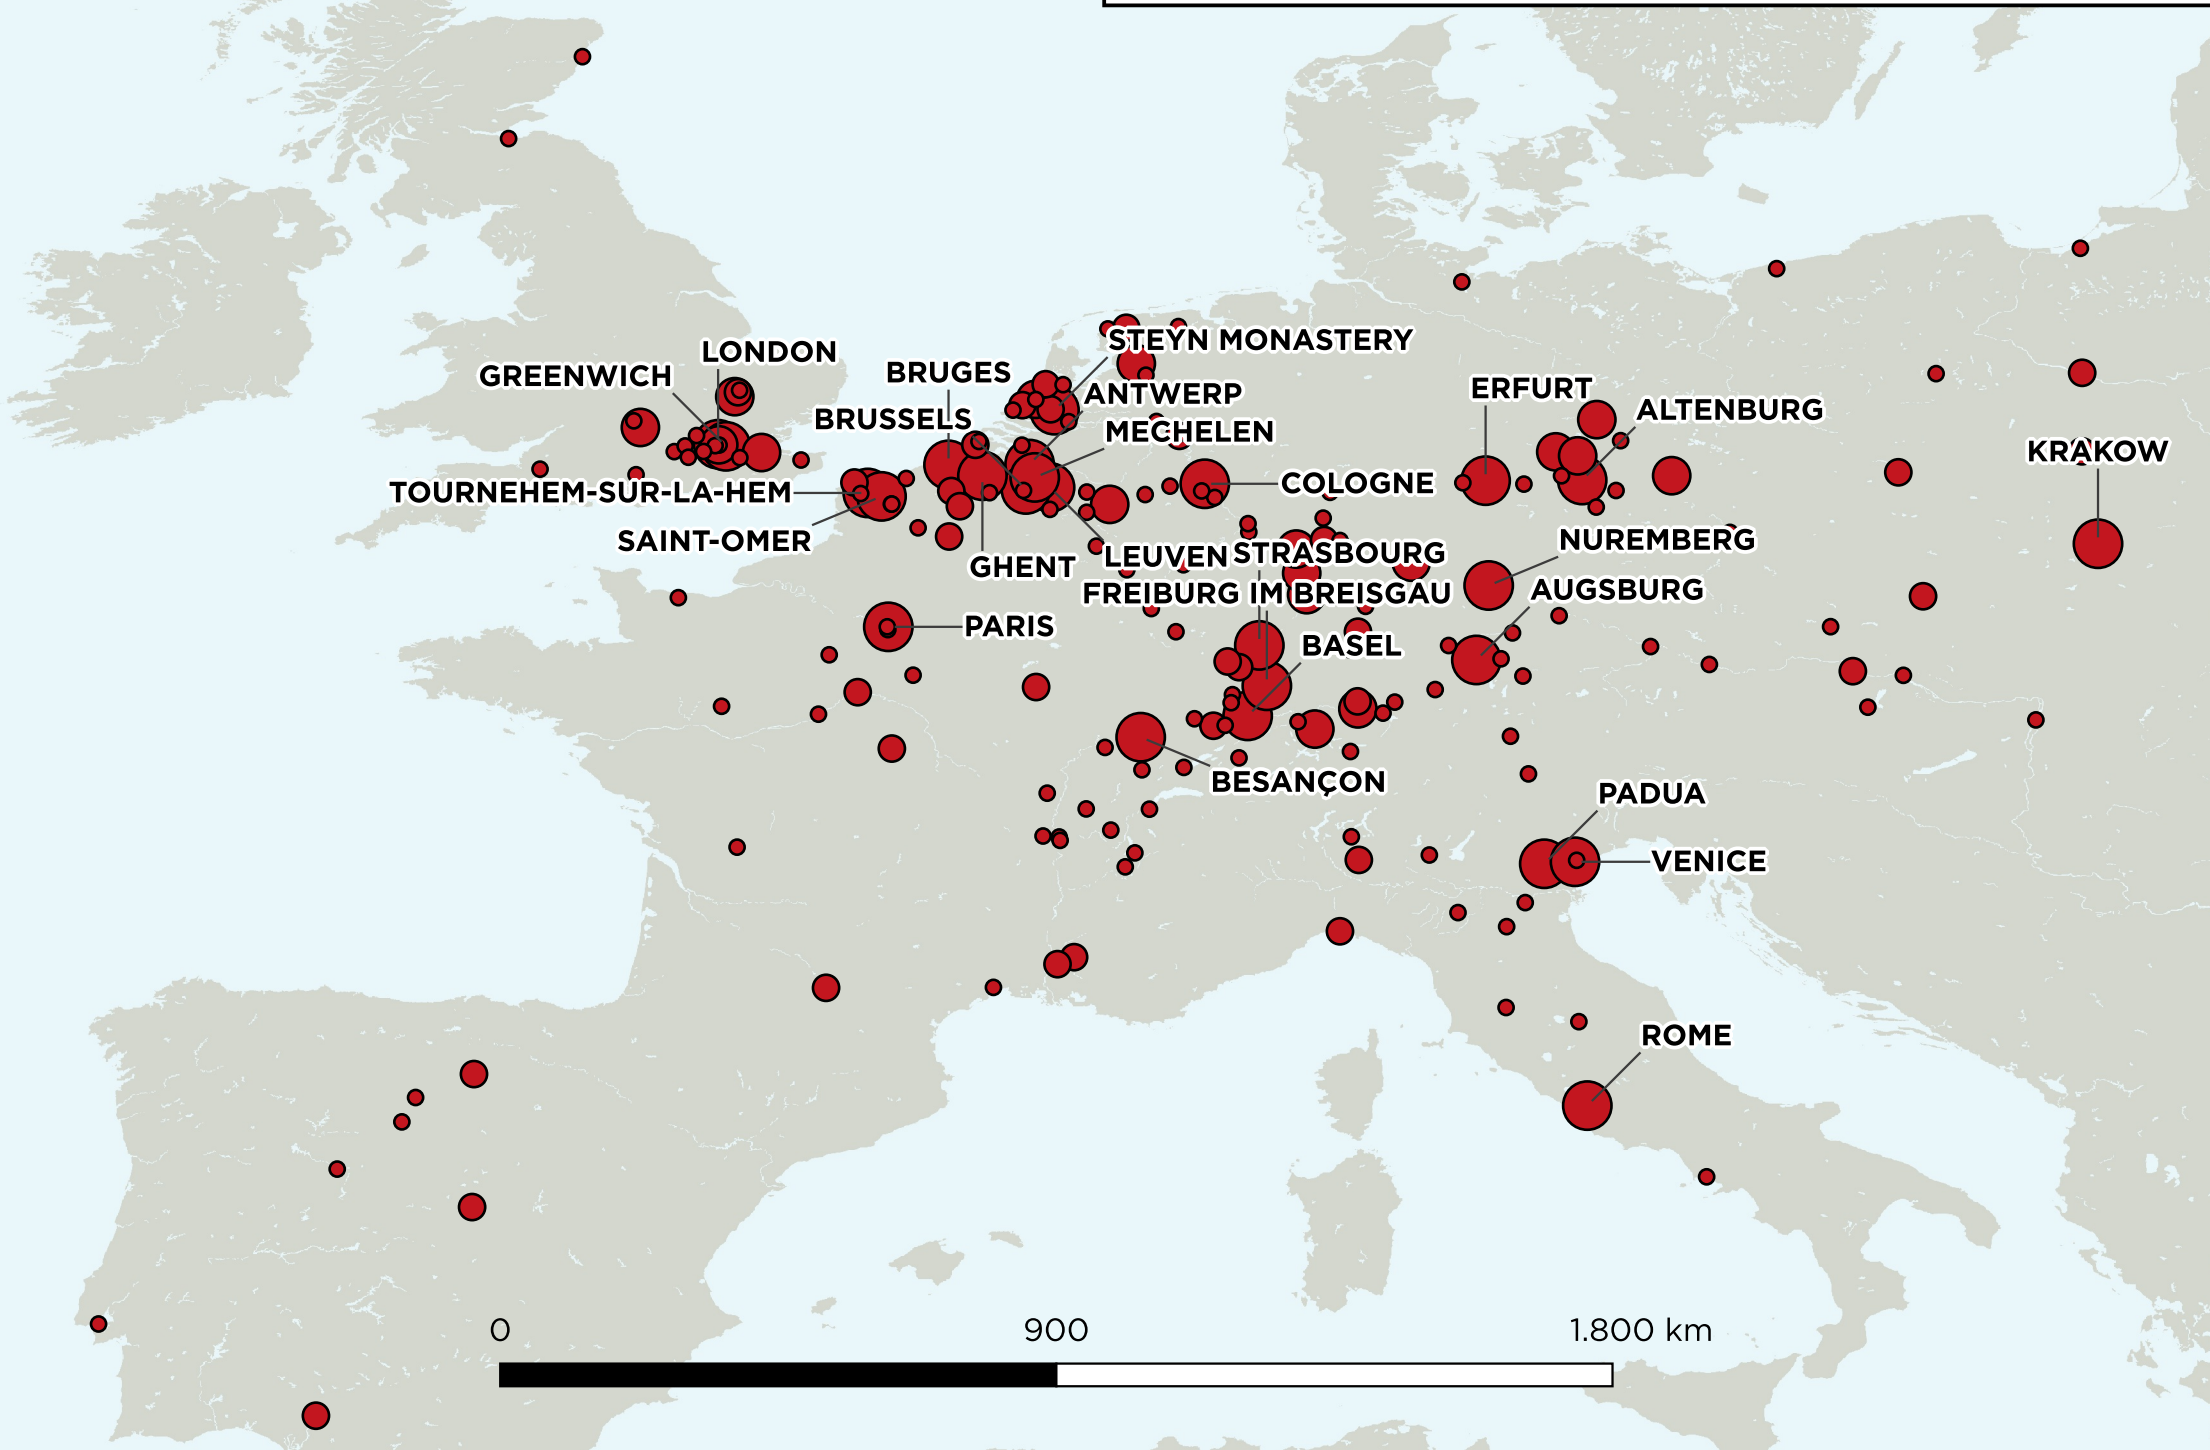 STEYN MONASTERY
LONDON
BRUGES
GREENWICH
ERFURT
ANTWERP
ALTENBURG
BRUSSELS
MECHELEN
KRAKOW
COLOGNE
TOURNEHEM-SUR-LA-HEM
SAINT-OMER
NUREMBERG
LEUVEN
STRASBOURG
GHENT
AUGSBURG
FREIBURG IM BREISGAU
PARIS
BASEL
BESANÇON
PADUA
VENICE
ROME
0 900 1.800 km